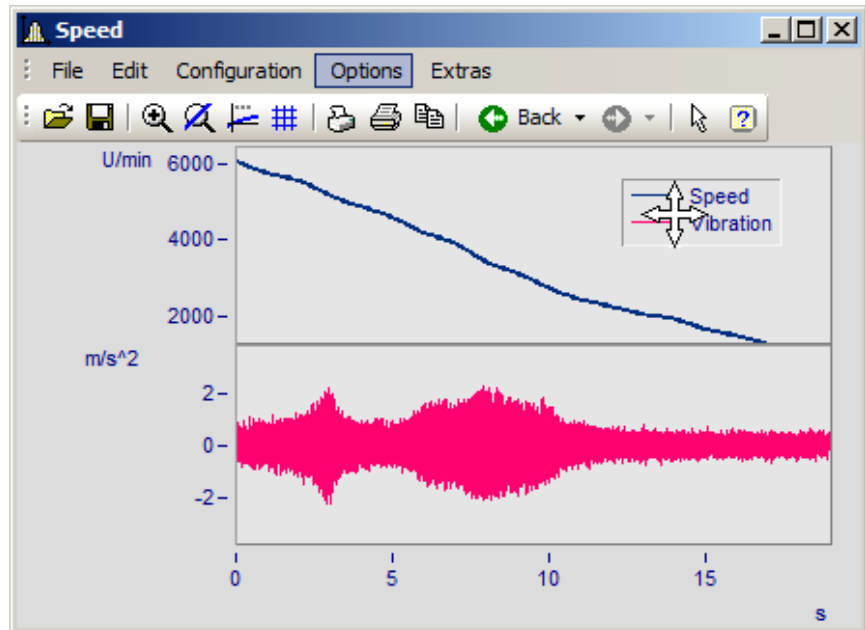 Speed
File Edit Configuration Options Extras
Back
U/min
6000
Speed
Vibration
4000
2000
m/s^2
2
0
-2
0 5 10 15
s